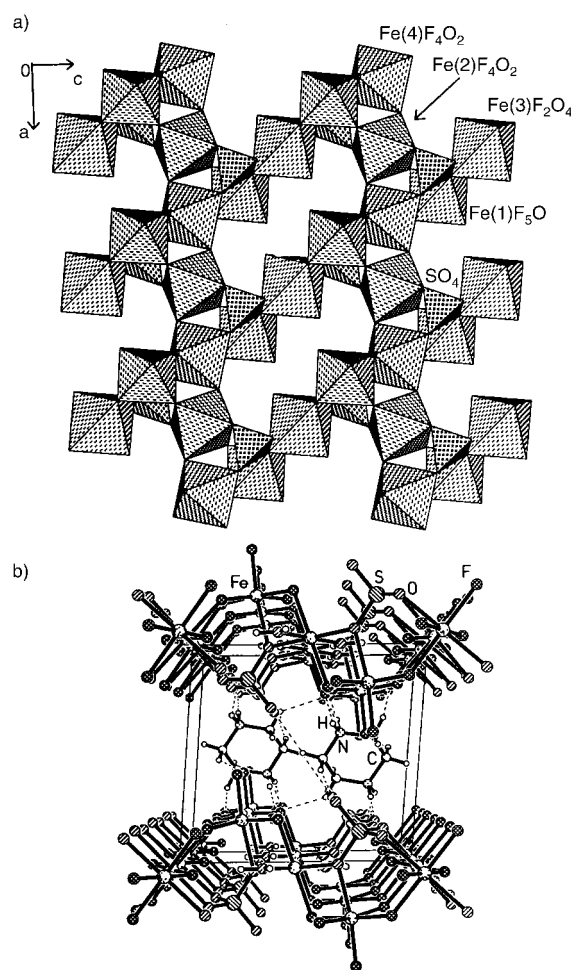 a)
Fe(4)F₄O₂
0
c
Fe(2)F₄O₂
Fe(3)F₂O₄
a
Fe(1)F₅O
SO₄
b)
Fe
S
O
F
H
N
C